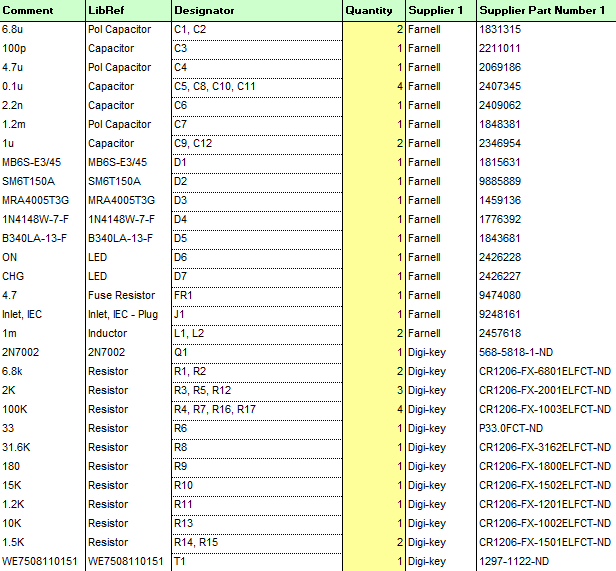 Comment LibRef Designator Quantity Supplier 1 Supplier Part Number 1
6.8u Pol Capacitor C1, C2 2 Farnell 1831315
100p Capacitor C3 1 Farnell 2211011
4.7u Pol Capacitor C4 1 Farnell 2069186
0.1u Capacitor C5, C8, C10, C11 4 Farnell 2407345
2.2n Capacitor C6 1 Farnell 2409062
1.2m Pol Capacitor C7 1 Farnell 1848381
1u Capacitor C9, C12 2 Farnell 2346954
MB6S-E3/45 MB6S-E3/45 D1 1 Farnell 1815631
SM6T150A SM6T150A D2 1 Farnell 9885889
MRA4005T3G MRA4005T3G D3 1 Farnell 1459136
1N4148W-7-F 1N4148W-7-F D4 1 Farnell 1776392
B340LA-13-F B340LA-13-F D5 1 Farnell 1843681
ON LED D6 1 Farnell 2426228
CHG LED D7 1 Farnell 2426227
4.7 Fuse Resistor FR1 1 Farnell 9474080
Inlet, IEC Inlet, IEC - Plug J1 1 Farnell 9248161
1m Inductor L1, L2 2 Farnell 2457618
2N7002 2N7002 Q1 1 Digi-key 568-5818-1-ND
6.8k Resistor R1, R2 2 Digi-key CR1206-FX-6801ELFCT-ND
2K Resistor R3, R5, R12 3 Digi-key CR1206-FX-2001ELFCT-ND
100K Resistor R4, R7, R16, R17 4 Digi-key CR1206-FX-1003ELFCT-ND
33 Resistor R6 1 Digi-key P33.0FCT-ND
31.6K Resistor R8 1 Digi-key CR1206-FX-3162ELFCT-ND
180 Resistor R9 1 Digi-key CR1206-FX-1800ELFCT-ND
15K Resistor R10 1 Digi-key CR1206-FX-1502ELFCT-ND
1.2K Resistor R11 1 Digi-key CR1206-FX-1201ELFCT-ND
10K Resistor R13 1 Digi-key CR1206-FX-1002ELFCT-ND
1.5K Resistor R14, R15 2 Digi-key CR1206-FX-1501ELFCT-ND
WE7508110151 WE7508110151 T1 1 Digi-key 1297-1122-ND